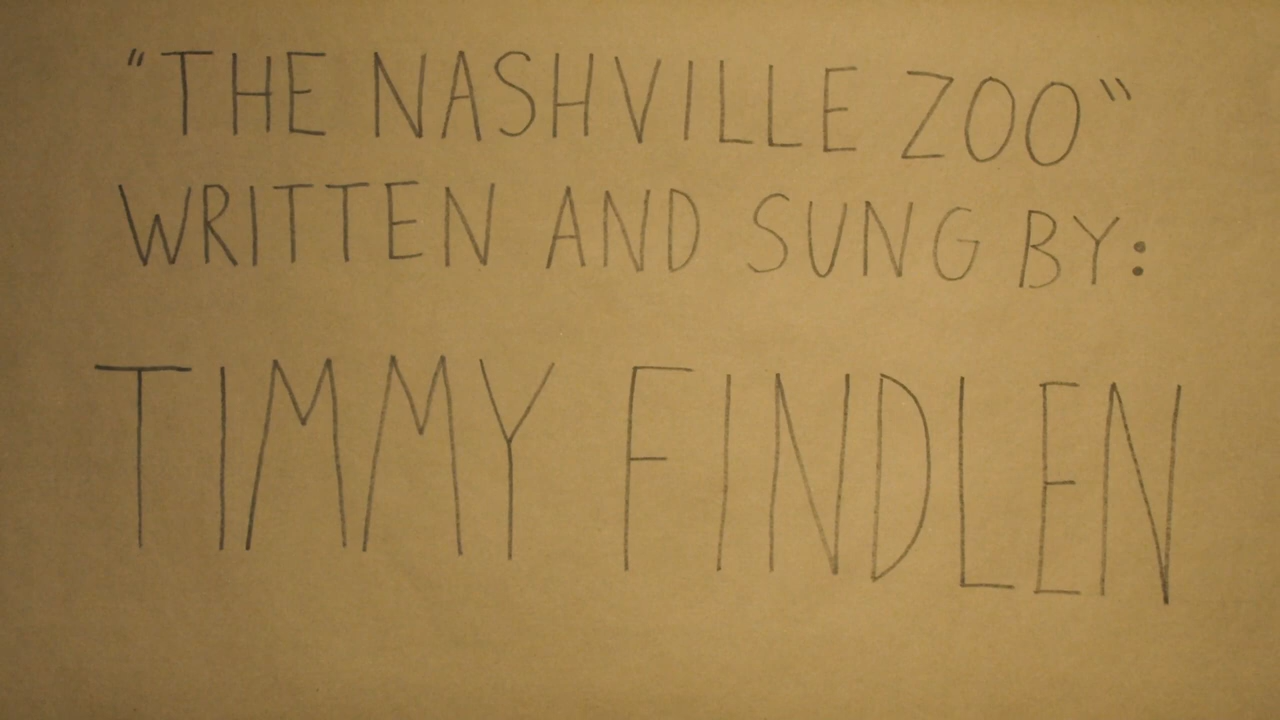 "THE NASHVILLE ZOO"
WRITTEN AND SUNG BY:
TIMMY FINDLEN